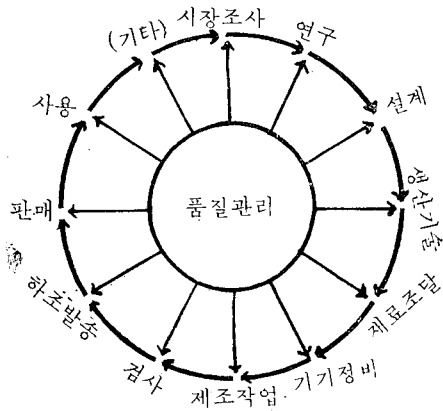 시장조사
연구
설계
생산기술
재료조달
기기정비
제조작업.
검사
하조발송
판매
사용
(기타)
품질관리